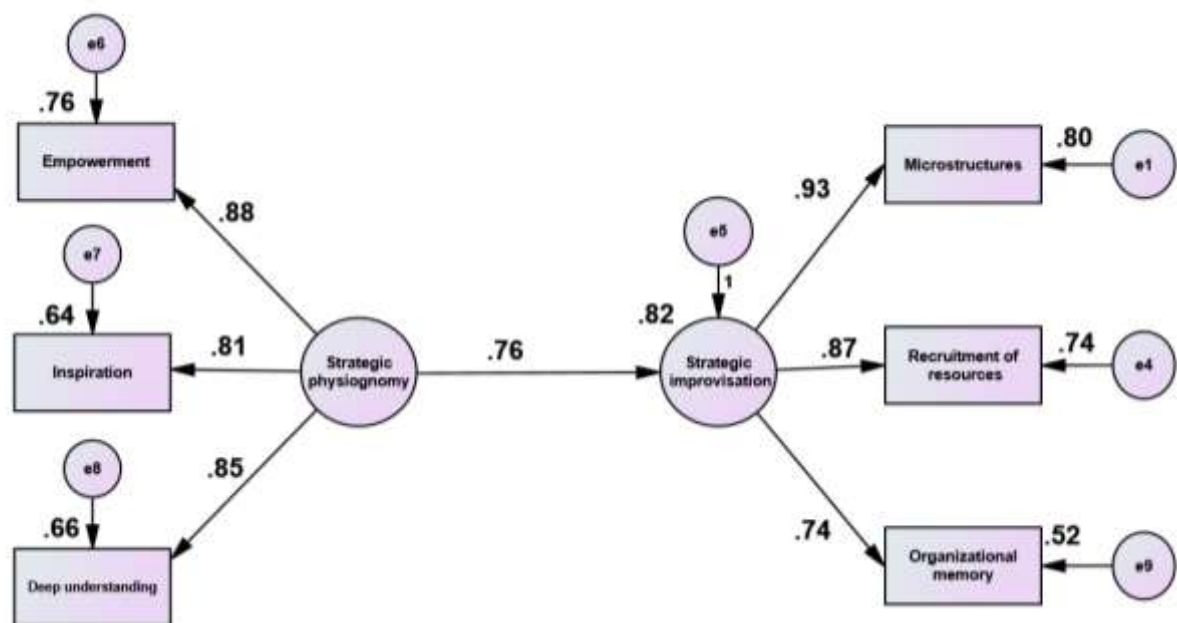 e6
.76
Empowerment
.88
e7
.64
Inspiration
.81
e8
.66
Deep understanding
.85
Strategic
physiognomy
.76
e5
1
.82
Strategic
improvisation
.93
.87
.74
Microstructures
.80
e1
Recruitment of
resources
.74
e4
Organizational
memory
.52
e9